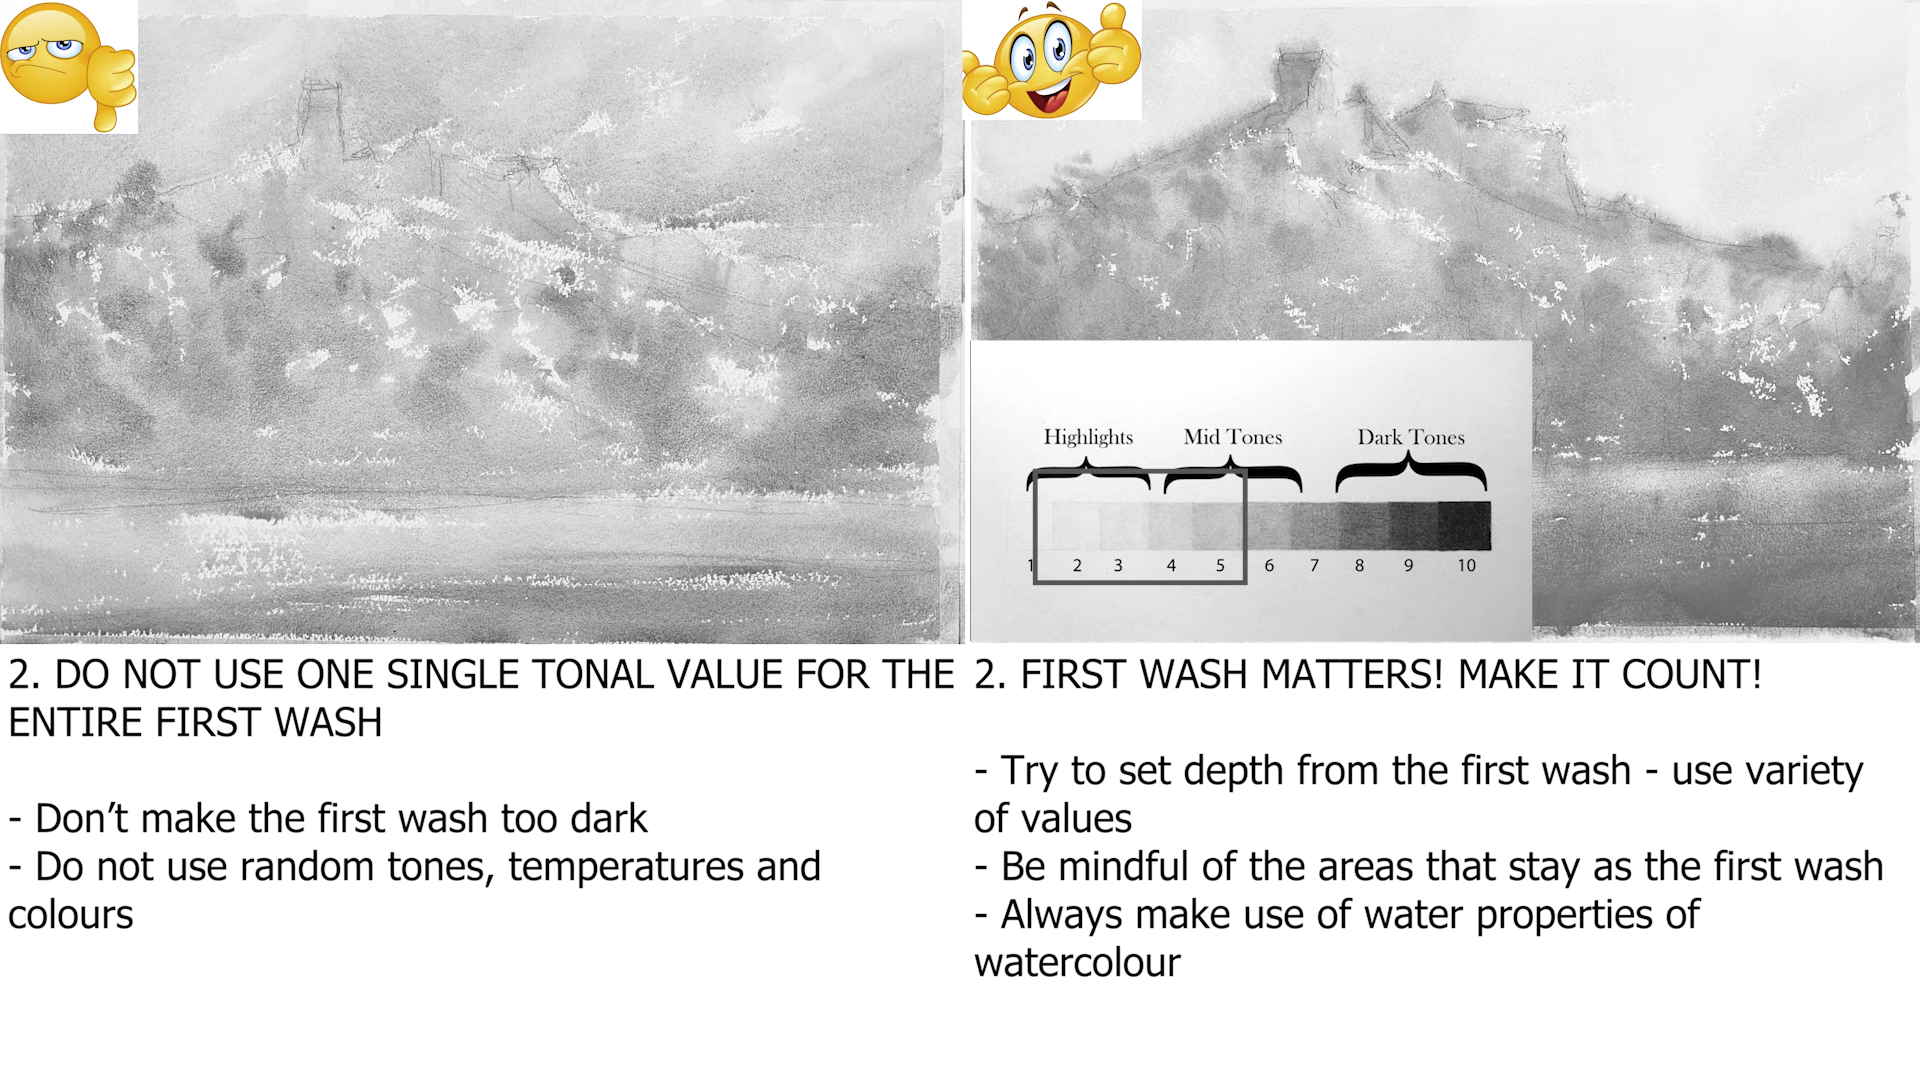 Highlights Mid Tones Dark Tones
1 2 3 4 5 6 7 8 9 10
2. DO NOT USE ONE SINGLE TONAL VALUE FOR THE
ENTIRE FIRST WASH
- Don’t make the first wash too dark
- Do not use random tones, temperatures and
colours
2. FIRST WASH MATTERS! MAKE IT COUNT!
- Try to set depth from the first wash - use variety
of values
- Be mindful of the areas that stay as the first wash
- Always make use of water properties of
watercolour